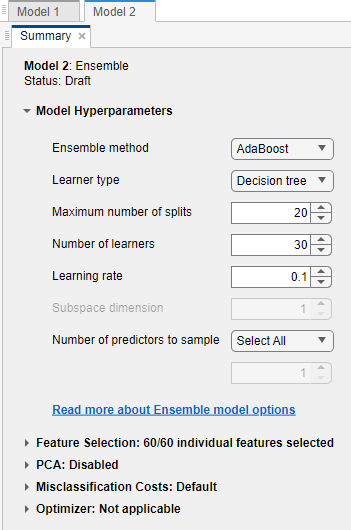 Model 1 Model 2
Summary
Model 2: Ensemble
Status: Draft
Model Hyperparameters
Ensemble method AdaBoost
Learner type Decision tree
Maximum number of splits 20
Number of learners 30
Learning rate 0.1
Subspace dimension 1
Number of predictors to sample Select All
1
Read more about Ensemble model options
Feature Selection: 60/60 individual features selected
PCA: Disabled
Misclassification Costs: Default
Optimizer: Not applicable